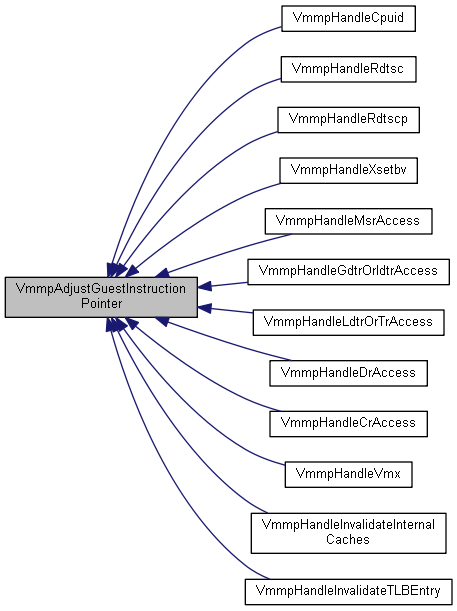 VmmpHandleCpuid
VmmpHandleRdtsc
VmmpHandleRdtscp
VmmpHandleXsetbv
VmmpHandleMsrAccess
VmmpHandleGdtrOrIdtrAccess
VmmpAdjustGuestInstruction
Pointer
VmmpHandleLdtrOrTrAccess
VmmpHandleDrAccess
VmmpHandleCrAccess
VmmpHandleVmx
VmmpHandleInvalidateInternal
Caches
VmmpHandleInvalidateTLBEntry